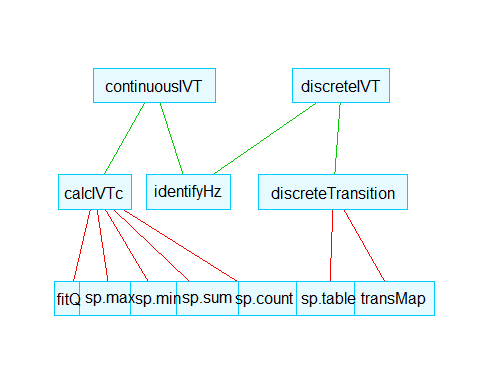 continuousIVT
discreteIVT
calcIVTc
identifyHz
discreteTransition
fitQ
sp.max
sp.min
sp.sum
sp.count
sp.table
transMap